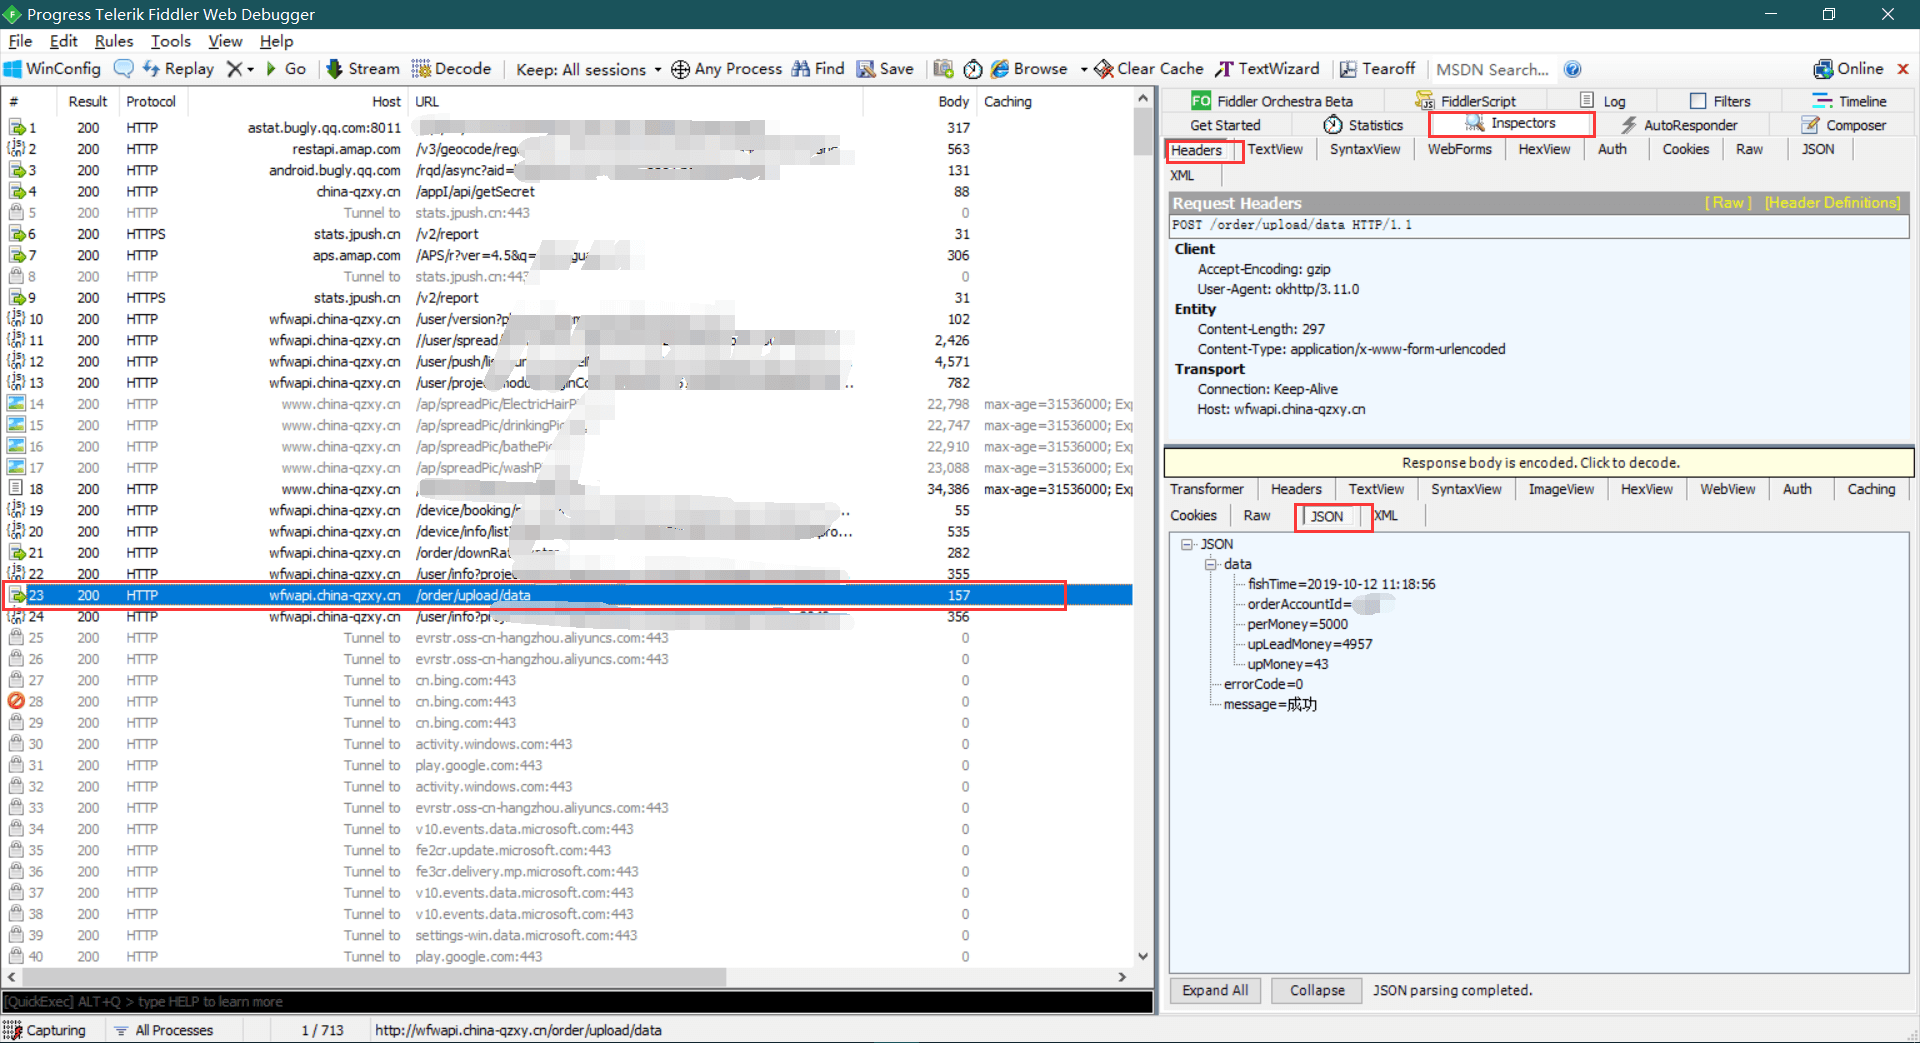 Progress Telerik Fiddler Web Debugger
File Edit Rules Tools View Help
WinConfig Replay Go Stream Decode Keep: All sessions Any Process Find Save Browse Clear Cache TextWizard Tearoff MSDN Search... Online
# Result Protocol Host URL Body Caching
1 200 HTTP astat.bugly.qq.com:8011 317
2 200 HTTP restapi.amap.com /v3/geocode/reg 563
3 200 HTTP android.bugly.qq.com /rqd/async?aid= 131
4 200 HTTP china-qzxy.cn /appI/api/getSecret 88
5 200 HTTP Tunnel to stats.jpush.cn:443 0
6 200 HTTPS stats.jpush.cn /v2/report 31
7 200 HTTP aps.amap.com /APS/r?ver=4.5&q= 306
8 200 HTTP Tunnel to stats.jpush.cn:443 0
9 200 HTTPS stats.jpush.cn /v2/report 31
10 200 HTTP wfwapi.china-qzxy.cn /user/version?p 102
11 200 HTTP wfwapi.china-qzxy.cn //user/spread/ 2,426
12 200 HTTP wfwapi.china-qzxy.cn /user/push/li 4,571
13 200 HTTP wfwapi.china-qzxy.cn /user/proje ... 782
14 200 HTTP www.china-qzxy.cn /ap/spreadPic/ElectricHairP 22,798 max-age=31536000; Exp
15 200 HTTP www.china-qzxy.cn /ap/spreadPic/drinkingPic 22,747 max-age=31536000; Exp
16 200 HTTP www.china-qzxy.cn /ap/spreadPic/bathePic 22,910 max-age=31536000; Exp
17 200 HTTP www.china-qzxy.cn /ap/spreadPic/washP 23,088 max-age=31536000; Exp
18 200 HTTP www.china-qzxy.cn 34,386 max-age=31536000; Exp
19 200 HTTP wfwapi.china-qzxy.cn /device/booking/ ... 55
20 200 HTTP wfwapi.china-qzxy.cn /device/info/list ro... 535
21 200 HTTP wfwapi.china-qzxy.cn /order/downRat 282
22 200 HTTP wfwapi.china-qzxy.cn /user/info?projec 355
23 200 HTTP wfwapi.china-qzxy.cn /order/upload/data 157
24 200 HTTP wfwapi.china-qzxy.cn /user/info?pro 356
25 200 HTTP Tunnel to evrstr.oss-cn-hangzhou.aliyuncs.com:443 0
26 200 HTTP Tunnel to evrstr.oss-cn-hangzhou.aliyuncs.com:443 0
27 200 HTTP Tunnel to cn.bing.com:443 0
28 200 HTTP Tunnel to cn.bing.com:443 0
29 200 HTTP Tunnel to cn.bing.com:443 0
30 200 HTTP Tunnel to activity.windows.com:443 0
31 200 HTTP Tunnel to play.google.com:443 0
32 200 HTTP Tunnel to activity.windows.com:443 0
33 200 HTTP Tunnel to evrstr.oss-cn-hangzhou.aliyuncs.com:443 0
34 200 HTTP Tunnel to v10.events.data.microsoft.com:443 0
35 200 HTTP Tunnel to fe2cr.update.microsoft.com:443 0
36 200 HTTP Tunnel to fe3cr.delivery.mp.microsoft.com:443 0
37 200 HTTP Tunnel to v10.events.data.microsoft.com:443 0
38 200 HTTP Tunnel to v10.events.data.microsoft.com:443 0
39 200 HTTP Tunnel to settings-win.data.microsoft.com:443 0
40 200 HTTP Tunnel to play.google.com:443 0
[QuickExec] ALT+Q > type HELP to learn more
Capturing All Processes 1 / 713 http://wfwapi.china-qzxy.cn/order/upload/data
FO Fiddler Orchestra Beta FiddlerScript Log Filters Timeline
Get Started Statistics Inspectors AutoResponder Composer
Headers TextView SyntaxView WebForms HexView Auth Cookies Raw JSON
XML
Request Headers [ Raw ] [Header Definitions]
POST /order/upload/data HTTP/1.1
Client
Accept-Encoding: gzip
User-Agent: okhttp/3.11.0
Entity
Content-Length: 297
Content-Type: application/x-www-form-urlencoded
Transport
Connection: Keep-Alive
Host: wfwapi.china-qzxy.cn
Response body is encoded. Click to decode.
Transformer Headers TextView SyntaxView ImageView HexView WebView Auth Caching
Cookies Raw JSON XML
JSON
data
fishTime=2019-10-12 11:18:56
orderAccountId=
perMoney=5000
upLeadMoney=4957
upMoney=43
errorCode=0
message=成功
Expand All Collapse JSON parsing completed.